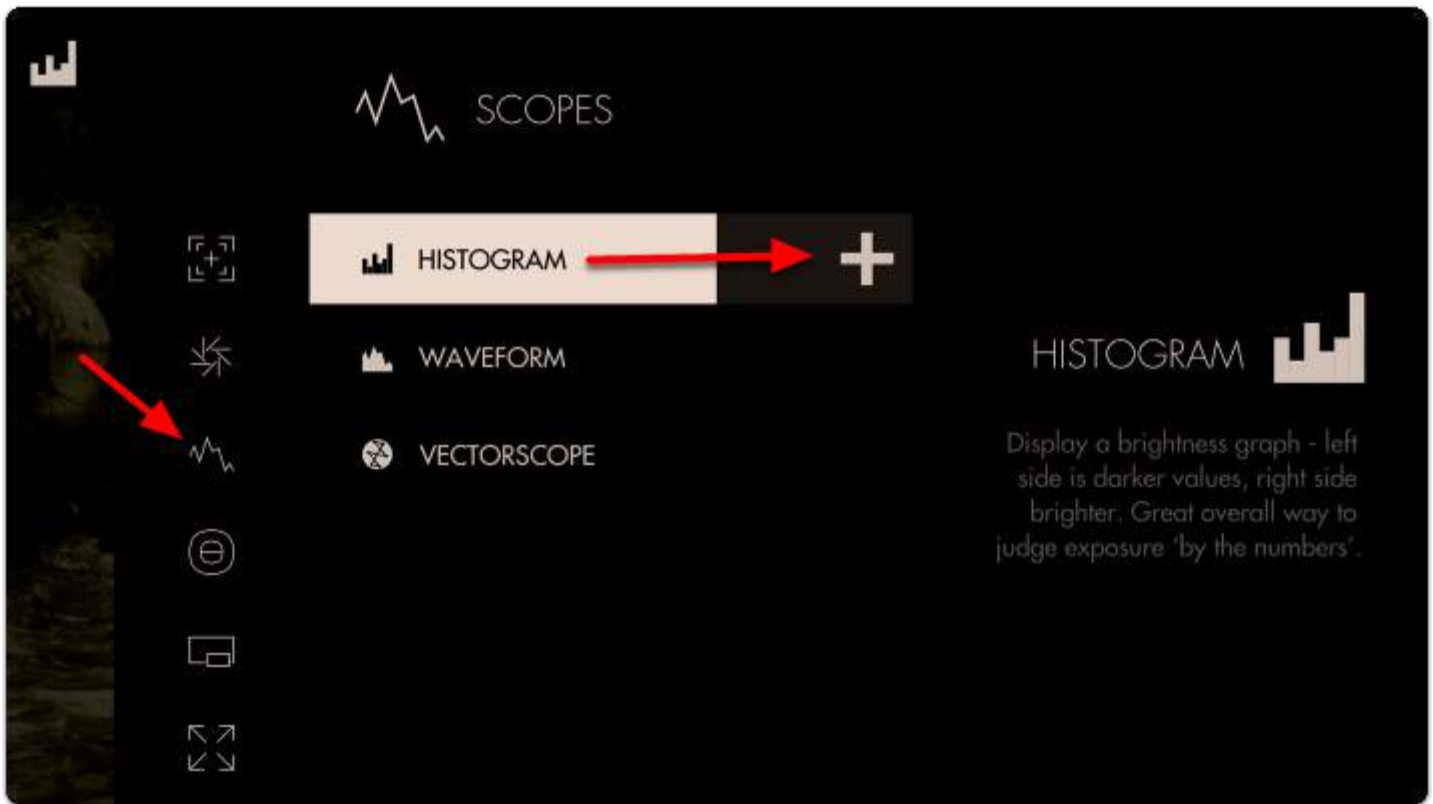 SCOPES
HISTOGRAM
WAVEFORM
VECTORSCOPE
HISTOGRAM
Display a brightness graph - left
side is darker values, right side
brighter. Great overall way to
judge exposure 'by the numbers'.